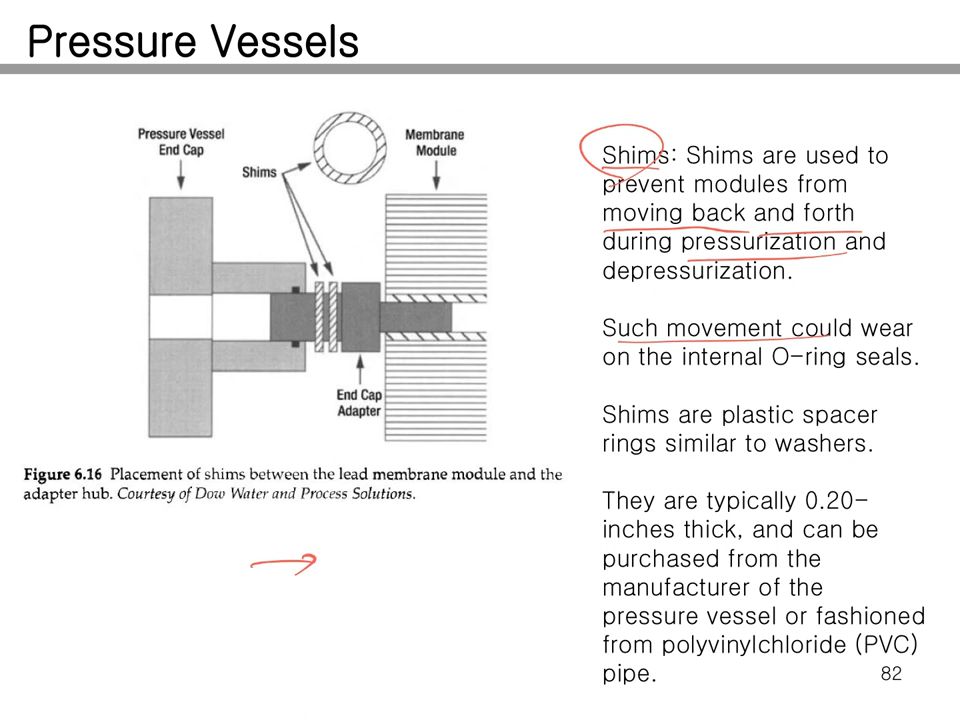 Pressure Vessels
Pressure Vessel
End Cap
Shims
Membrane
Module
End Cap
Adapter
Figure 6.16 Placement of shims between the lead membrane module and the
adapter hub. Courtesy of Dow Water and Process Solutions.
Shims: Shims are used to
prevent modules from
moving back and forth
during pressurization and
depressurization.
Such movement could wear
on the internal O-ring seals.
Shims are plastic spacer
rings similar to washers.
They are typically 0.20-
inches thick, and can be
purchased from the
manufacturer of the
pressure vessel or fashioned
from polyvinylchloride (PVC)
pipe.
82